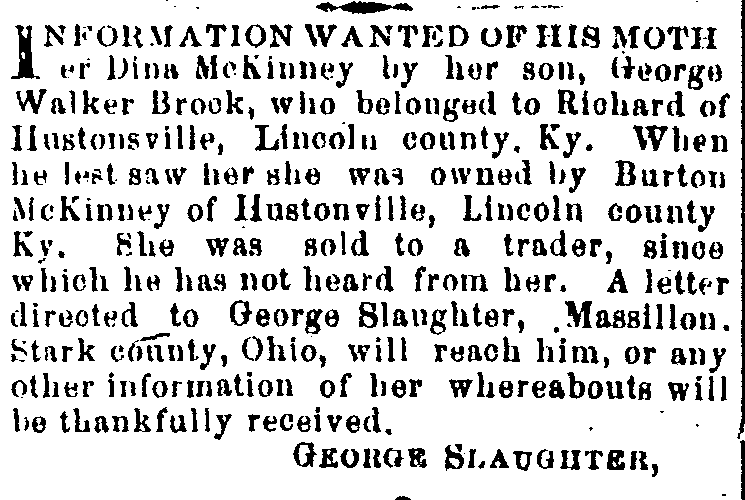 INFORMATION WANTED OF HIS MOTH
er Dina McKinney by her son, George
Walker Brook, who belonged to Richard of
Hustonsville, Lincoln county, Ky. When
he lest saw her she was owned by Burton
McKinney of Hustonville, Lincoln county
Ky. She was sold to a trader, since
which he has not heard from her. A letter
directed to George Slaughter, Massillon.
Stark county, Ohio, will reach him, or any
other information of her whereabouts will
be thankfully received.
GEORGE SLAUGHTER,